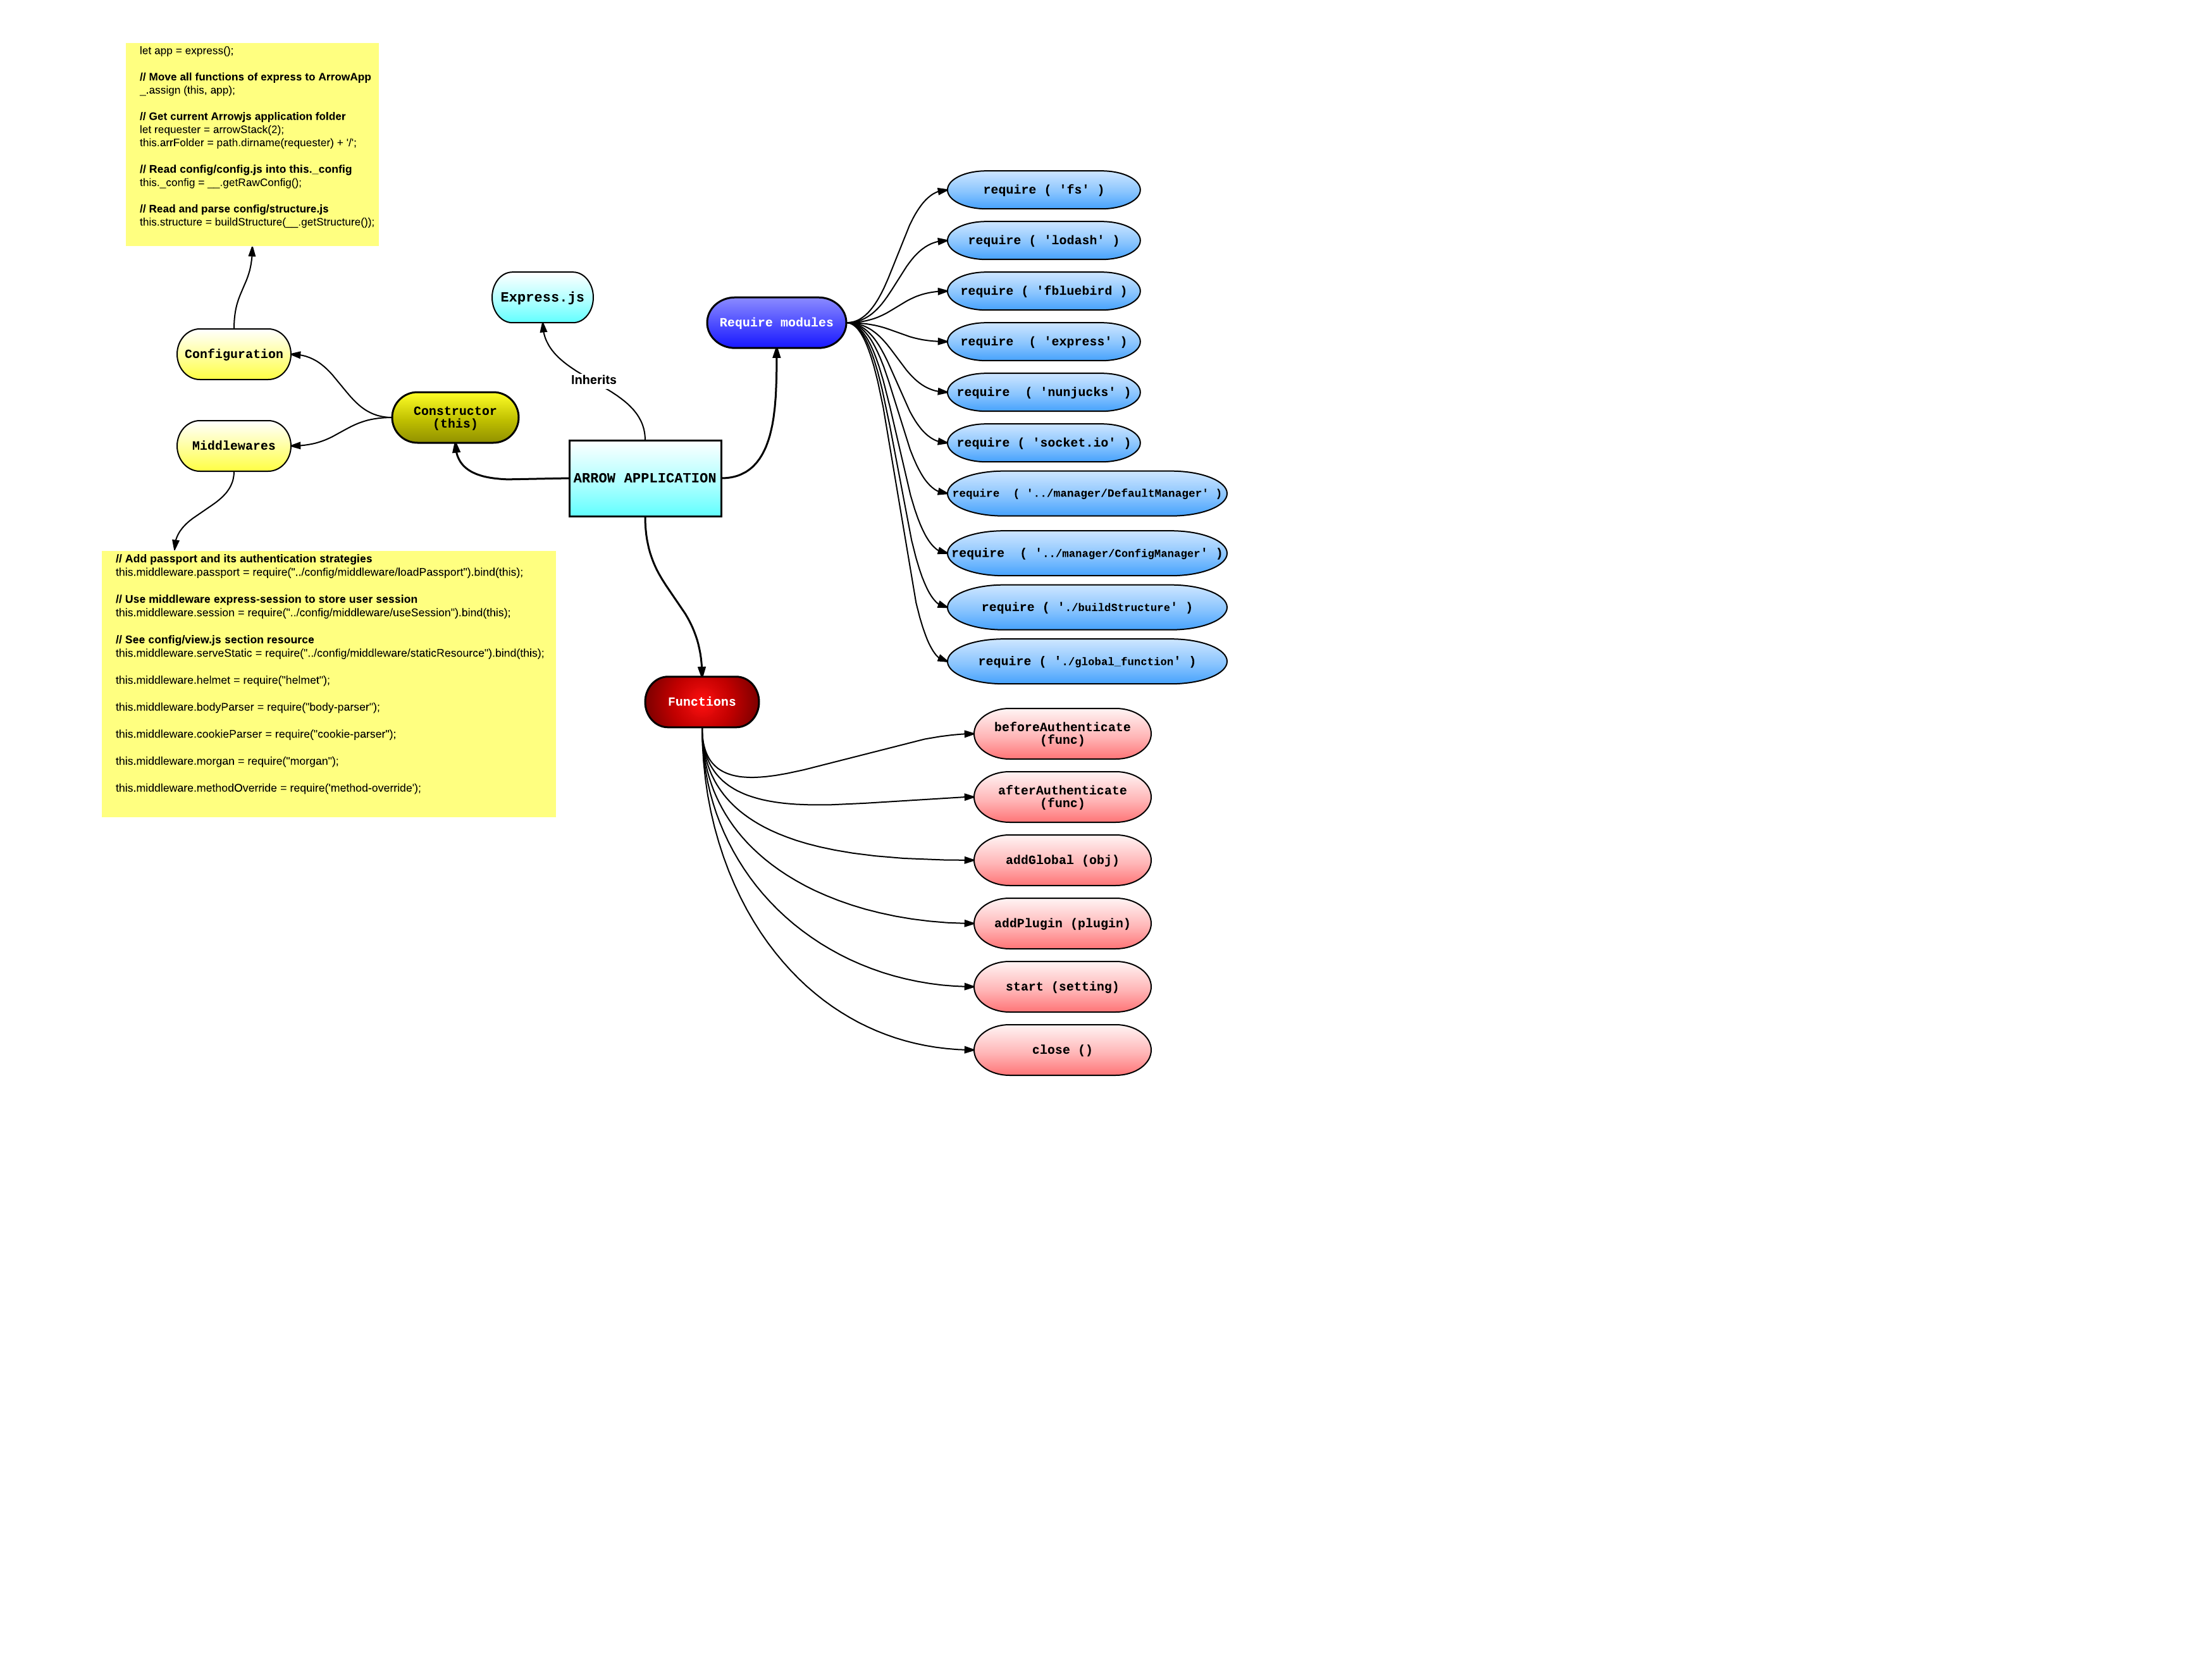 let app = express();
// Move all functions of express to ArrowApp
_.assign (this, app);
// Get current Arrowjs application folder
let requester = arrowStack(2);
this.arrFolder = path.dirname(requester) + '/';
// Read config/config.js into this._config
this._config = __.getRawConfig();
// Read and parse config/structure.js
this.structure = buildStructure(__.getStructure());
Configuration
Middlewares
Constructor
(this)
Express.js
Inherits
ARROW APPLICATION
Require modules
require ( 'fs' )
require ( 'lodash' )
require ( 'fbluebird )
require  ( 'express' )
require  ( 'nunjucks' )
require ( 'socket.io' )
require  ( '../manager/DefaultManager' )
require  ( '../manager/ConfigManager' )
require ( './buildStructure' )
require ( './global_function' )
// Add passport and its authentication strategies
this.middleware.passport = require("../config/middleware/loadPassport").bind(this);
// Use middleware express-session to store user session
this.middleware.session = require("../config/middleware/useSession").bind(this);
// See config/view.js section resource
this.middleware.serveStatic = require("../config/middleware/staticResource").bind(this);
this.middleware.helmet = require("helmet");
this.middleware.bodyParser = require("body-parser");
this.middleware.cookieParser = require("cookie-parser");
this.middleware.morgan = require("morgan");
this.middleware.methodOverride = require('method-override');
Functions
beforeAuthenticate
(func)
afterAuthenticate
(func)
addGlobal (obj)
addPlugin (plugin)
start (setting)
close ()